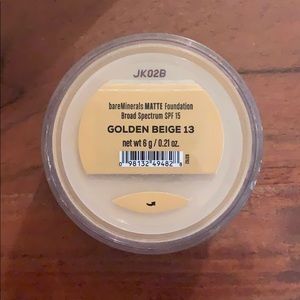 JK02B
bareMinerals MATTE Foundation
Broad Spectrum SPF 15
GOLDEN BEIGE 13
net wt 6 g / 0.21 oz.
0 98132 49482 8